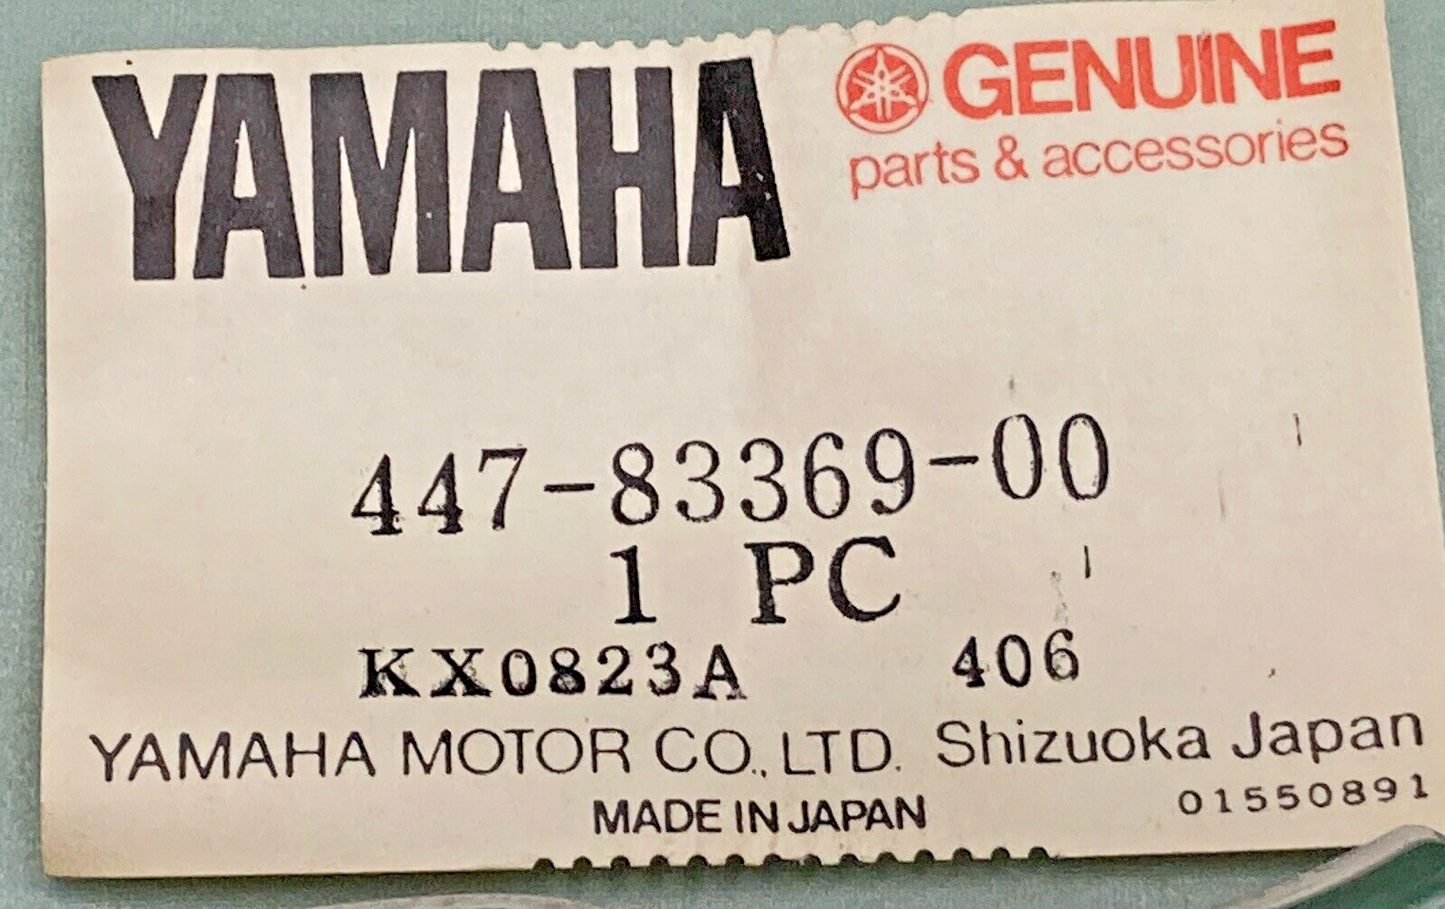 YAMAHA
GENUINE
parts & accessories
447-83369-00
1 PC
KX0823A 406
YAMAHA MOTOR CO., LTD. Shizuoka Japan
MADE IN JAPAN
01550891